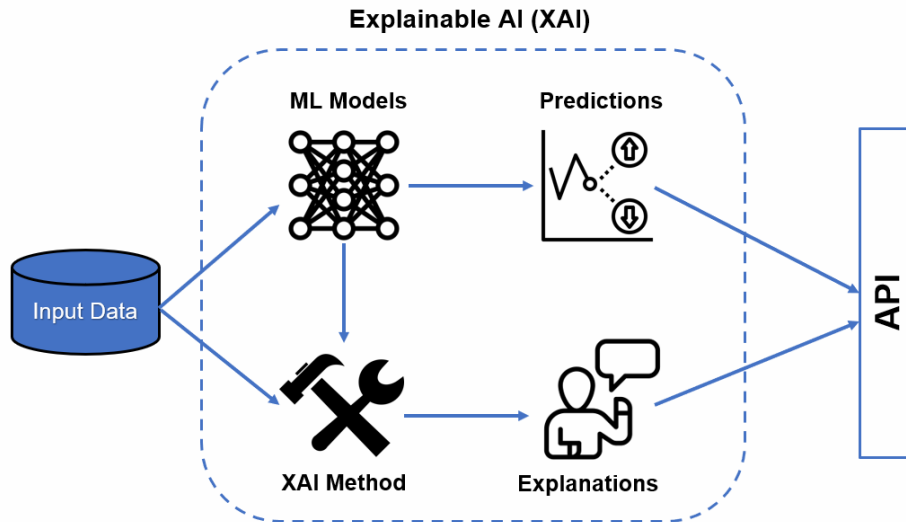 Explainable AI (XAI)
ML Models
Predictions
Input Data
API
XAI Method
Explanations